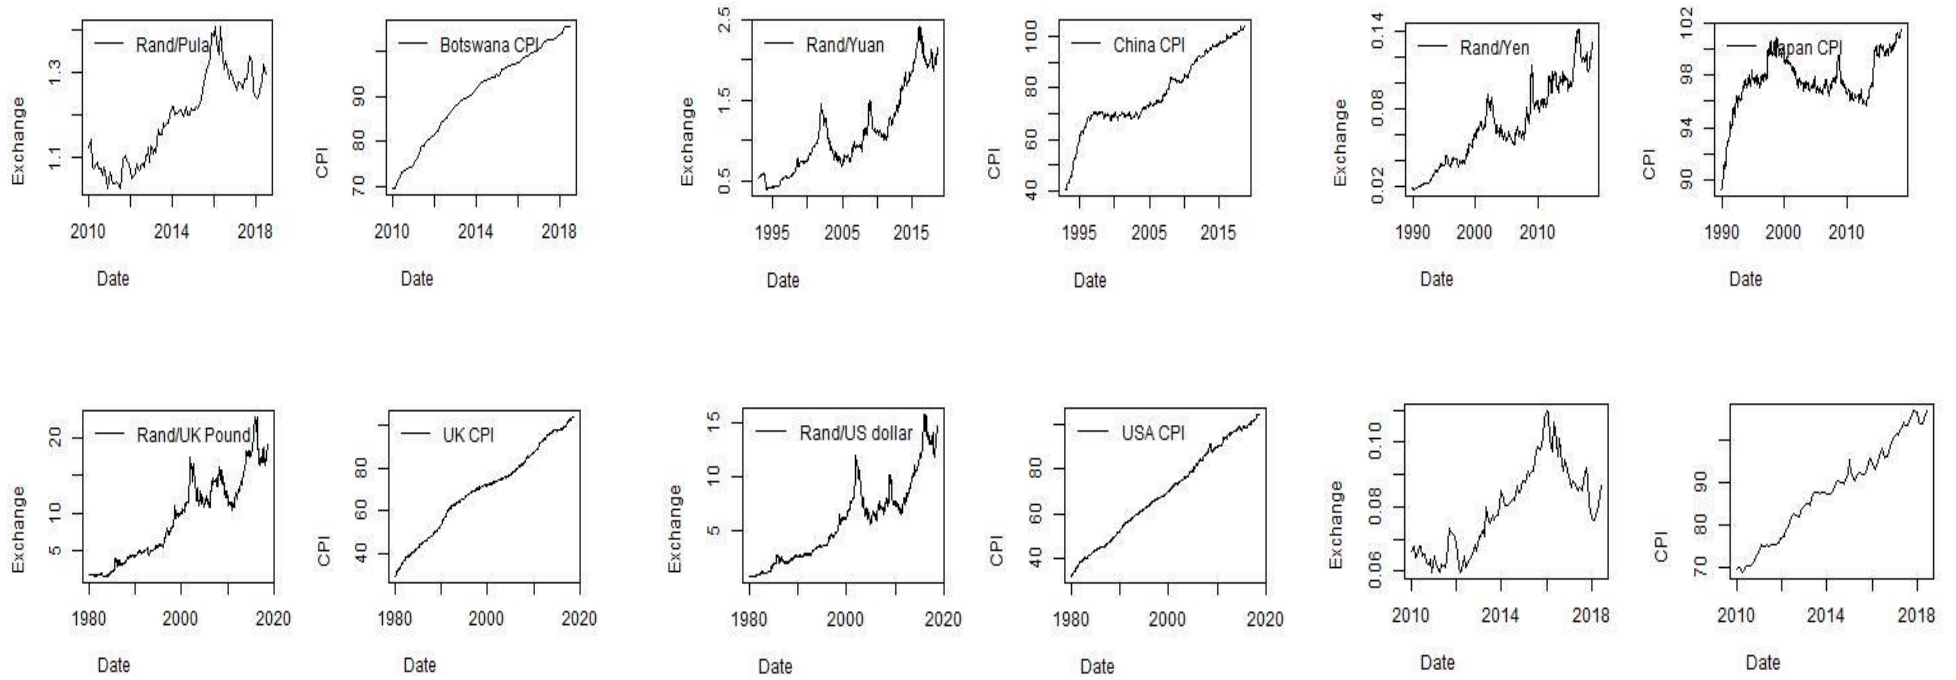 Exchange
1.1 1.3
Rand/Pula
2010 2014 2018
Date
CPI
70 80 90
Botswana CPI
2010 2014 2018
Date
Exchange
0.5 1.5 2.5
Rand/Yuan
1995 2005 2015
Date
CPI
40 60 80 100
China CPI
1995 2005 2015
Date
Exchange
0.02 0.08 0.14
Rand/Yen
1990 2000 2010
Date
CPI
90 94 98 102
Japan CPI
1990 2000 2010
Date
Exchange
5 10 20
Rand/UK Pound
1980 2000 2020
Date
CPI
40 60 80
UK CPI
1980 2000 2020
Date
Exchange
5 10 15
Rand/US dollar
1980 2000 2020
Date
CPI
40 60 80
USA CPI
1980 2000 2020
Date
Exchange
0.06 0.08 0.10
2010 2014 2018
Date
CPI
70 80 90
2010 2014 2018
Date